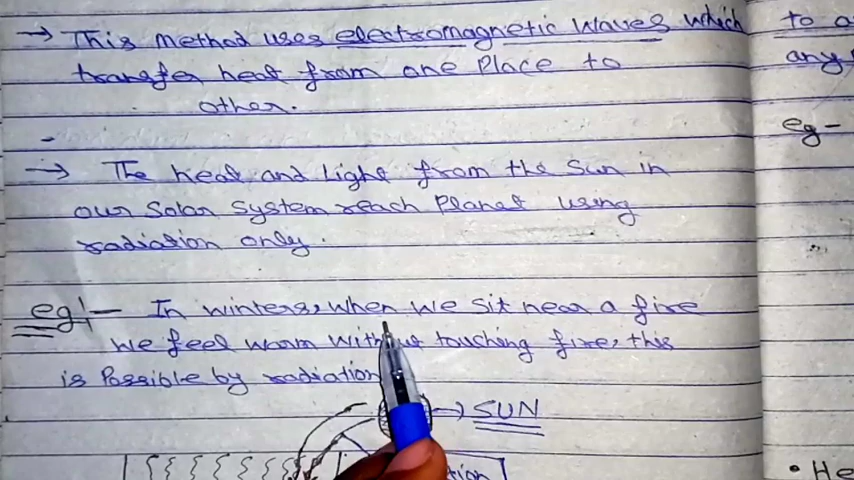 → This method uses electromagnetic waves which
transfer heat from one place to
other.
→ The heat and light from the sun in
our solar system reach planet using
radiation only.
eg:- In winters, when we sit near a fire
we feel warm without touching fire, this
is possible by radiation
→ SUN
to a
any
eg-
• He